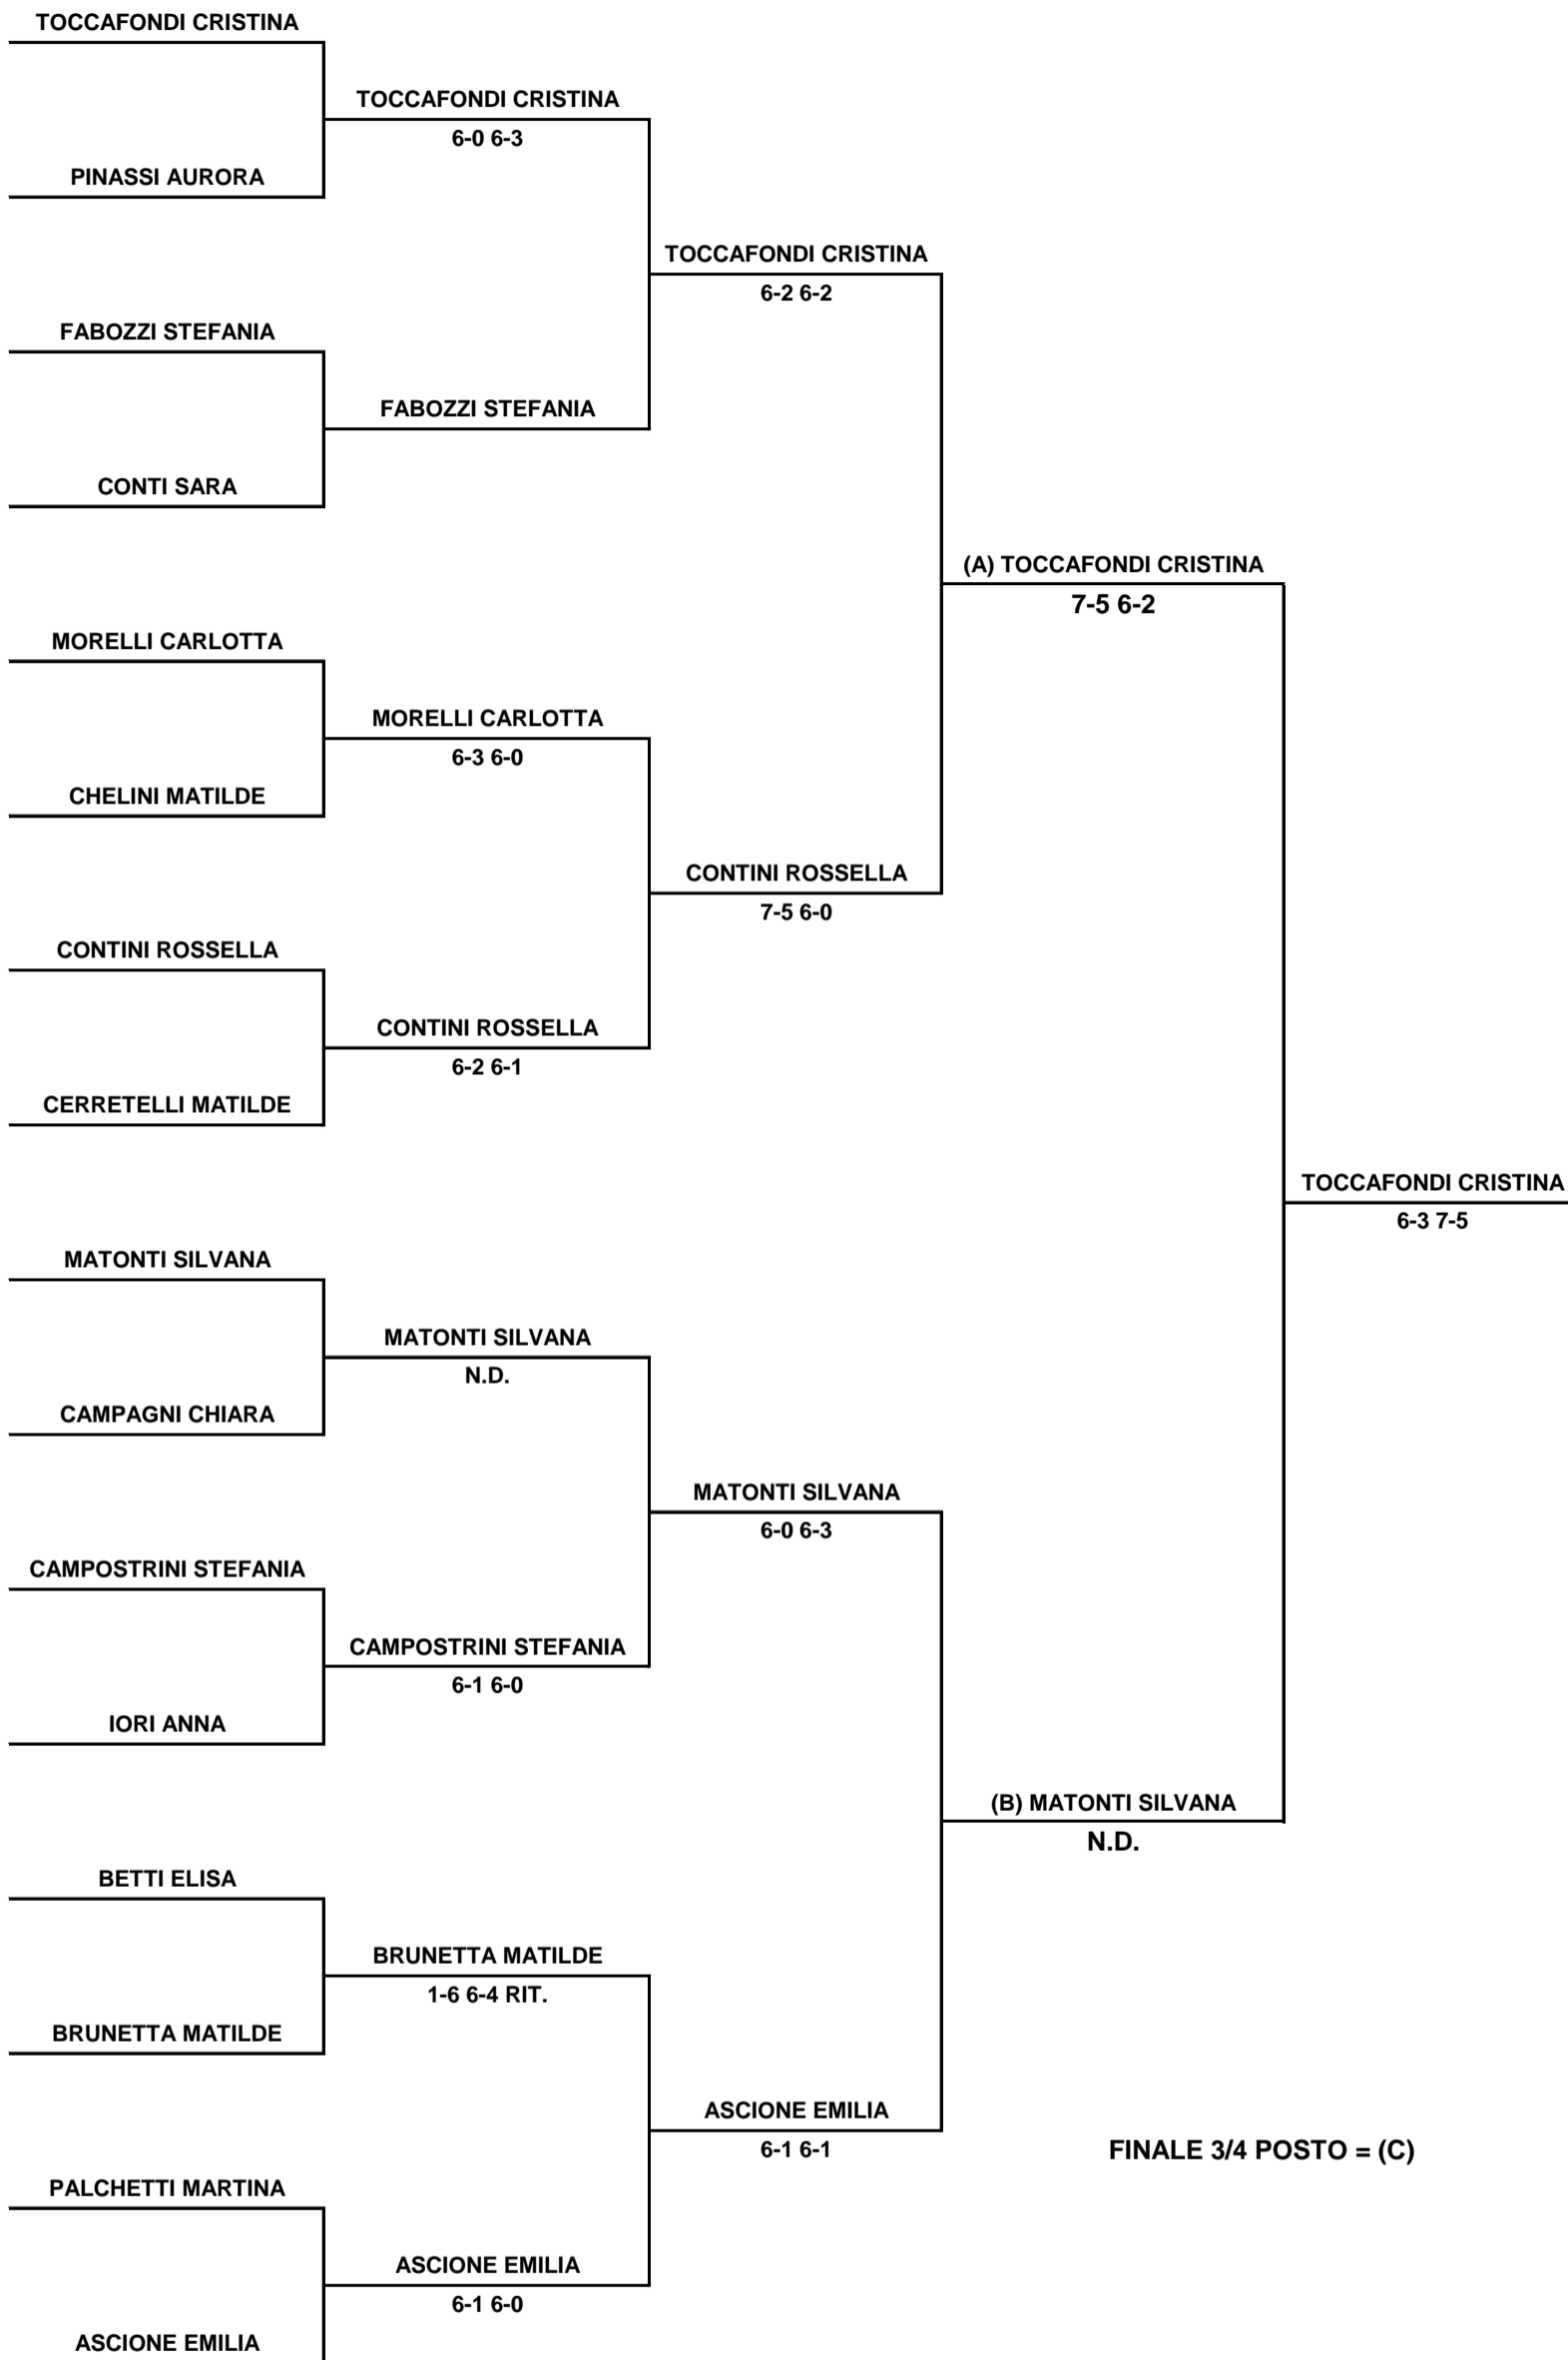 TOCCAFONDI CRISTINA
TOCCAFONDI CRISTINA
6-0 6-3
PINASSI AURORA
TOCCAFONDI CRISTINA
6-2 6-2
FABOZZI STEFANIA
FABOZZI STEFANIA
CONTI SARA
(A) TOCCAFONDI CRISTINA
7-5 6-2
MORELLI CARLOTTA
MORELLI CARLOTTA
6-3 6-0
CHELINI MATILDE
CONTINI ROSSELLA
7-5 6-0
CONTINI ROSSELLA
CONTINI ROSSELLA
6-2 6-1
CERRETELLI MATILDE
TOCCAFONDI CRISTINA
6-3 7-5
MATONTI SILVANA
MATONTI SILVANA
N.D.
CAMPAGNI CHIARA
MATONTI SILVANA
6-0 6-3
CAMPOSTRINI STEFANIA
CAMPOSTRINI STEFANIA
6-1 6-0
IORI ANNA
(B) MATONTI SILVANA
N.D.
BETTI ELISA
BRUNETTA MATILDE
1-6 6-4 RIT.
BRUNETTA MATILDE
ASCIONE EMILIA
6-1 6-1
FINALE 3/4 POSTO = (C)
PALCHETTI MARTINA
ASCIONE EMILIA
6-1 6-0
ASCIONE EMILIA